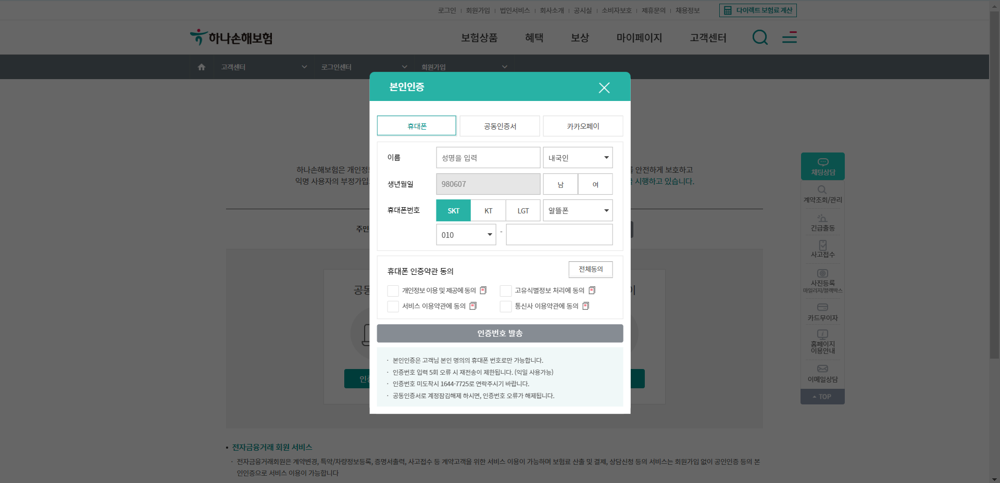 로그인 회원가입 법인서비스 회사소개 공시실 소비자보호 제휴문의 채용정보 다이렉트 보험료 계산
하나손해보험 보험상품 혜택 보상 마이페이지 고객센터
고객센터 로그인센터 회원가입
본인인증
휴대폰 공동인증서 카카오페이
이름 성명을 입력 내국인
생년월일 980607 남 여
휴대폰번호 SKT KT LGT 알뜰폰
010 -
휴대폰 인증약관 동의 전체동의
개인정보 이용 및 제공에 동의 고유식별정보 처리에 동의
서비스 이용약관에 동의 통신사 이용약관에 동의
인증번호 발송
· 본인인증은 고객님 본인 명의의 휴대폰 번호로만 가능합니다.
· 인증번호 입력 5회 오류 시 재전송이 제한됩니다. (익일 사용가능)
· 인증번호 미도착시 1644-7725로 연락주시기 바랍니다.
· 공동인증서로 계정잠김해제 하시면, 인증번호 오류가 해제됩니다.
하나손해보험은 개인정 안전하게 보호하고
익명 사용자의 부정가입 시행하고 있습니다.
주민
공동 이
인증
채팅상담
계약조회/관리
긴급출동
사고접수
사진등록
마일리지/블랙박스
카드무이자
홈페이지
이용안내
이메일상담
TOP
• 전자금융거래 회원 서비스
· 전자금융거래회원은 계약변경, 특약/차량정보등록, 증명서출력, 사고접수 등 계약고객을 위한 서비스 이용이 가능하며 보험료 산출 및 결제, 상담신청 등의 서비스는 회원가입 없이 공인인증 등의 본
인인증으로 서비스 이용이 가능합니다